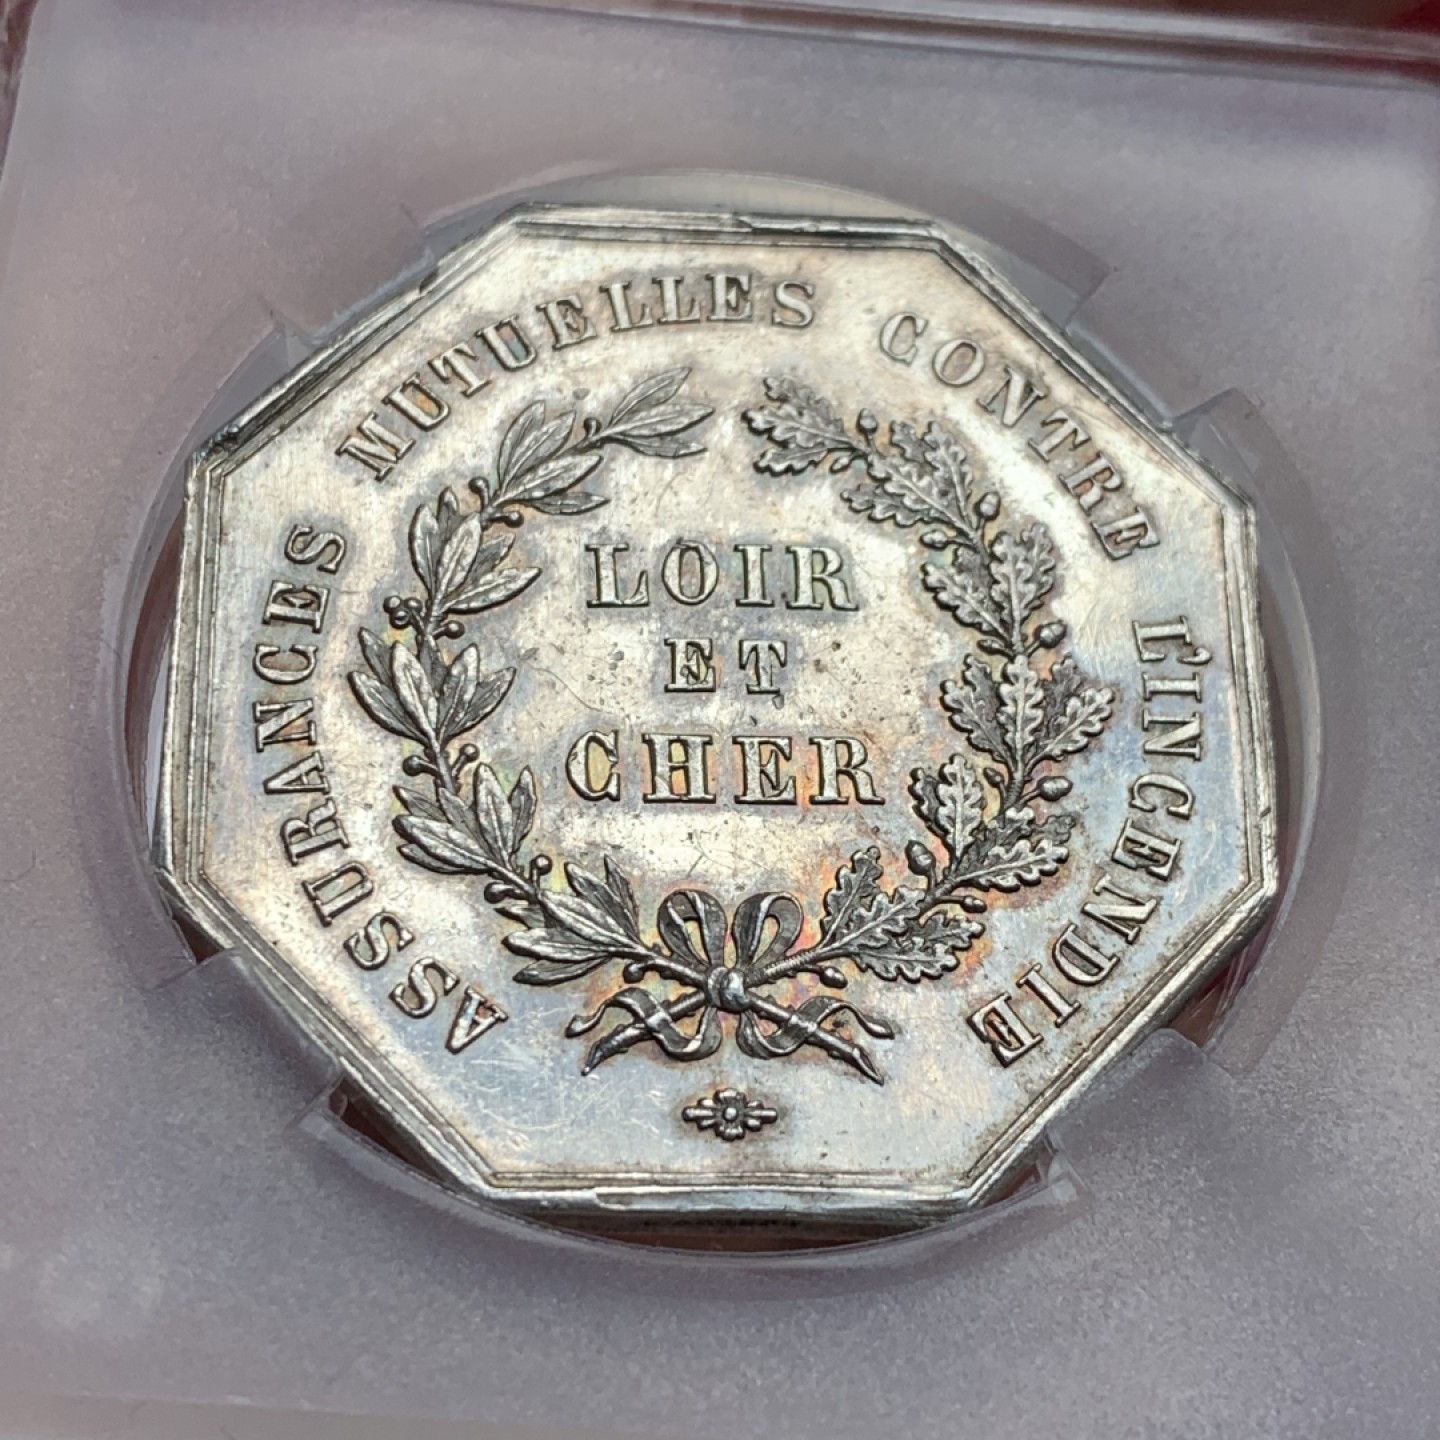 ASSURANCES MUTUELLES CONTRE L'INCENDIE
LOIR
ET
CHER